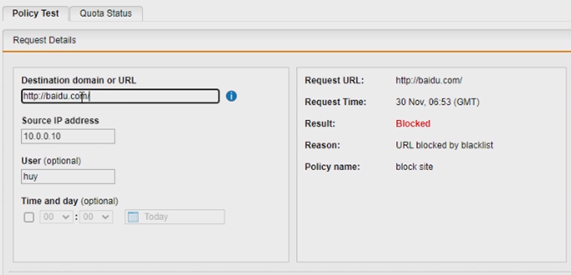 Policy Test
Quota Status
Request Details
Destination domain or URL
http://baidu.com/
Source IP address
10.0.0.10
User (optional)
huy
Time and day (optional)
00 : 00 Today
Request URL: http://baidu.com/
Request Time: 30 Nov, 06:53 (GMT)
Result: Blocked
Reason: URL blocked by blacklist
Policy name: block site